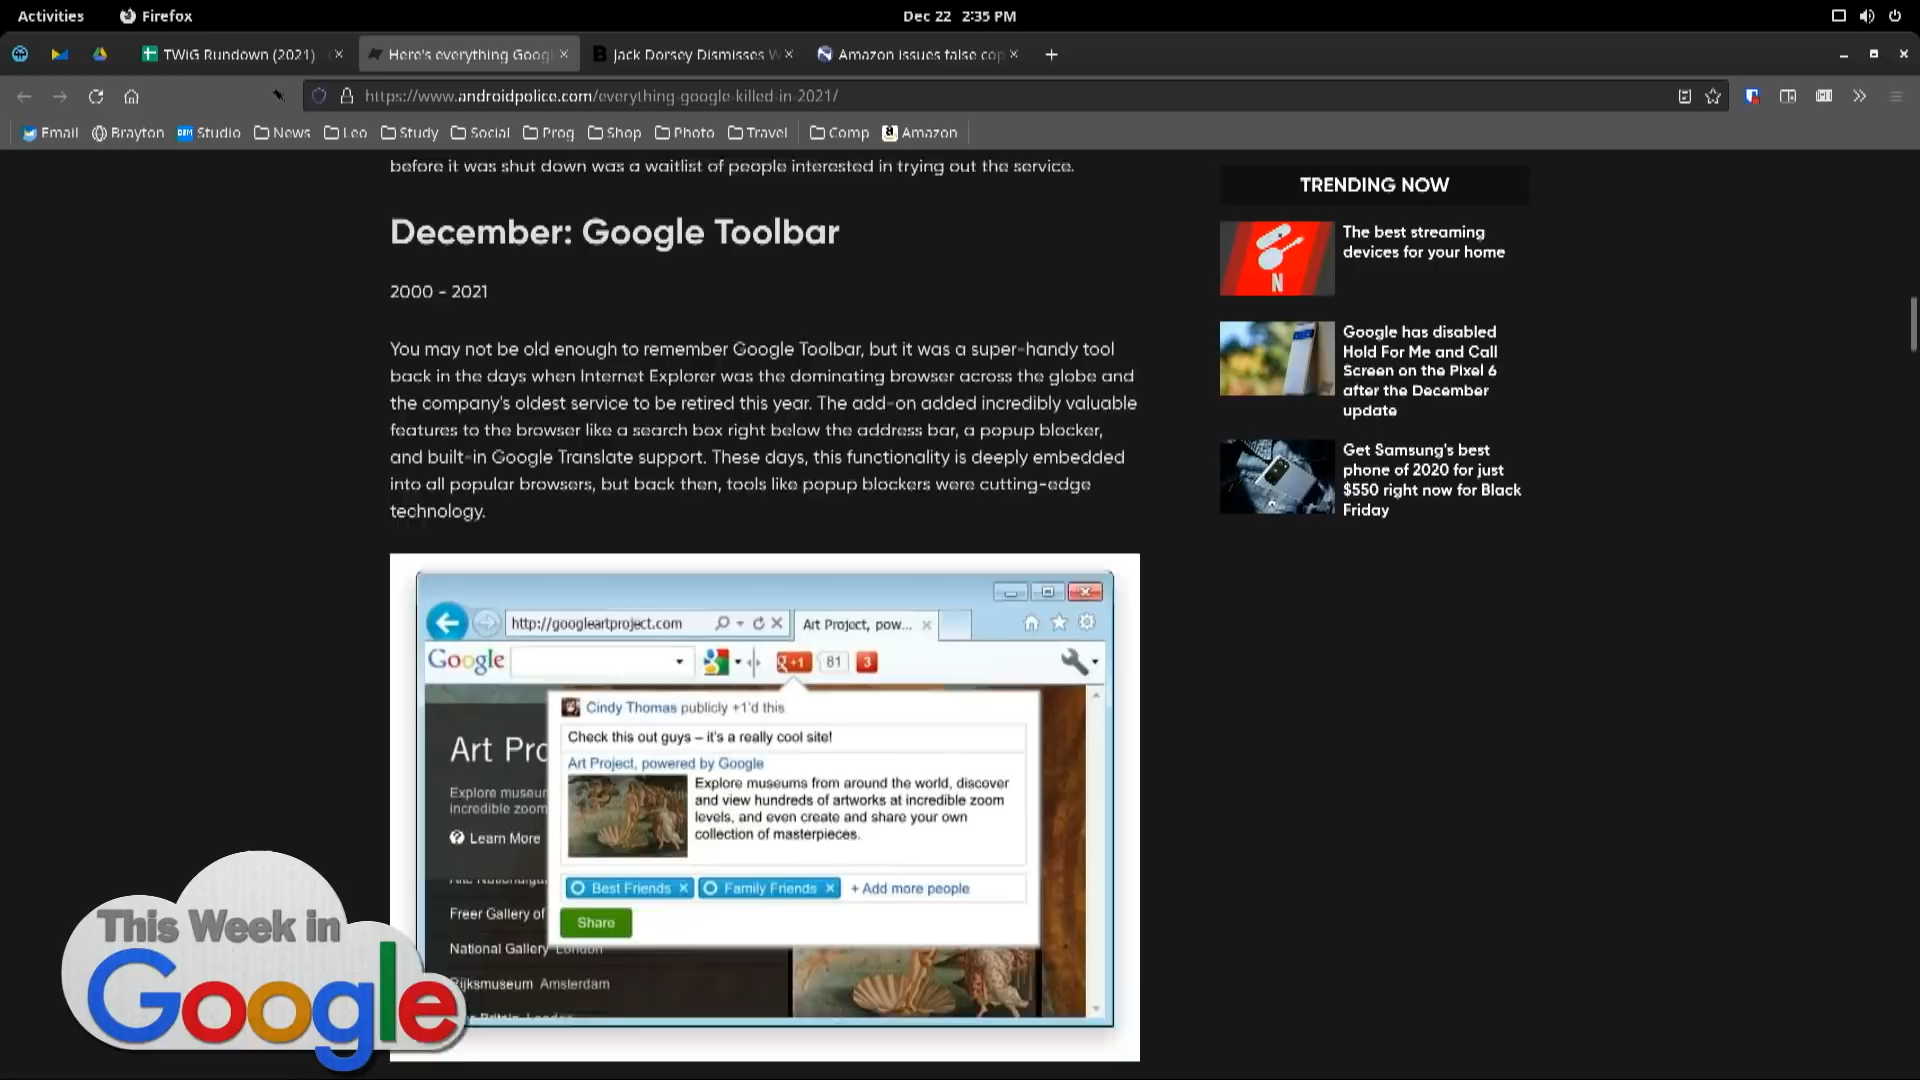 Activities
Firefox
Dec 22 2:35 PM
TWiG Rundown (2021)
Here's everything Googl
Jack Dorsey Dismisses W
Amazon issues false cop
https://www.androidpolice.com/everything-google-killed-in-2021/
Email
Brayton
Studio
News
Leo
Study
Social
Prog
Shop
Photo
Travel
Comp
Amazon
before it was shut down was a waitlist of people interested in trying out the service.
December: Google Toolbar
2000 - 2021
You may not be old enough to remember Google Toolbar, but it was a super-handy tool
back in the days when Internet Explorer was the dominating browser across the globe and
the company's oldest service to be retired this year. The add-on added incredibly valuable
features to the browser like a search box right below the address bar, a popup blocker,
and built-in Google Translate support. These days, this functionality is deeply embedded
into all popular browsers, but back then, tools like popup blockers were cutting-edge
technology.
http://googleartproject.com
Art Project, pow...
Google
g+1
81
3
Cindy Thomas publicly +1'd this
Check this out guys – it's a really cool site!
Art Project, powered by Google
Explore museums from around the world, discover
and view hundreds of artworks at incredible zoom
levels, and even create and share your own
collection of masterpieces.
Best Friends
Family Friends
+ Add more people
Share
Art Pro
Explore museum
incredible zoom
Learn More
Freer Gallery of
National Gallery London
Rijksmuseum Amsterdam
TRENDING NOW
The best streaming
devices for your home
N
Google has disabled
Hold For Me and Call
Screen on the Pixel 6
after the December
update
Get Samsung's best
phone of 2020 for just
$550 right now for Black
Friday
This Week in
Google